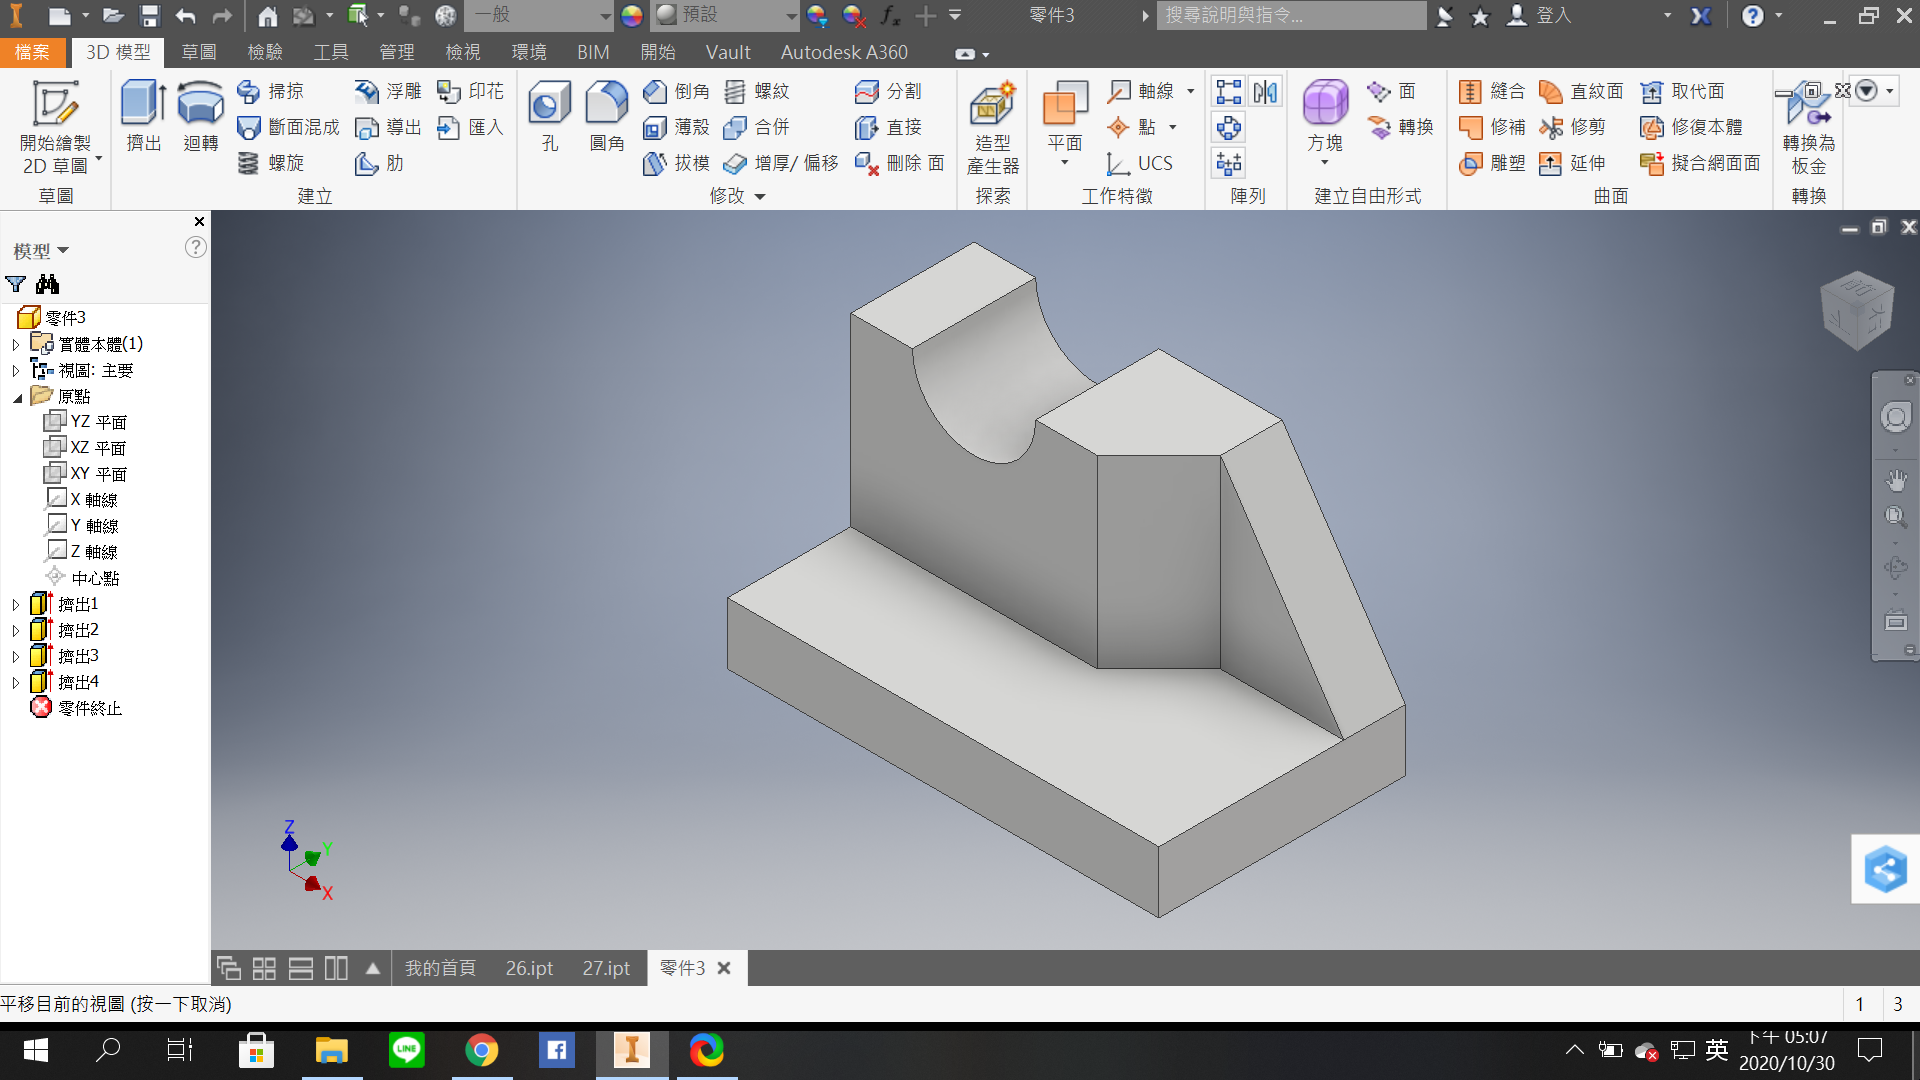 一般
預設
零件3
搜尋說明與指令...
登入
檔案
3D 模型
草圖
檢驗
工具
管理
檢視
環境
BIM
開始
Vault
Autodesk A360
開始繪製
2D 草圖
草圖
擠出
迴轉
掃掠
斷面混成
螺旋
浮雕
導出
肋
印花
匯入
建立
孔
圓角
倒角
薄殼
拔模
螺紋
合併
增厚/ 偏移
分割
直接
刪除 面
修改
造型
產生器
探索
平面
軸線
點
UCS
工作特徵
陣列
方塊
面
轉換
建立自由形式
縫合
修補
雕塑
直紋面
修剪
延伸
取代面
修復本體
擬合網面面
曲面
轉換為
板金
轉換
模型
零件3
實體本體(1)
視圖: 主要
原點
YZ 平面
XZ 平面
XY 平面
X 軸線
Y 軸線
Z 軸線
中心點
擠出1
擠出2
擠出3
擠出4
零件終止
Z
Y
X
我的首頁
26.ipt
27.ipt
零件3
平移目前的視圖 (按一下取消)
1
3
LINE
英
下午 05:07
2020/10/30